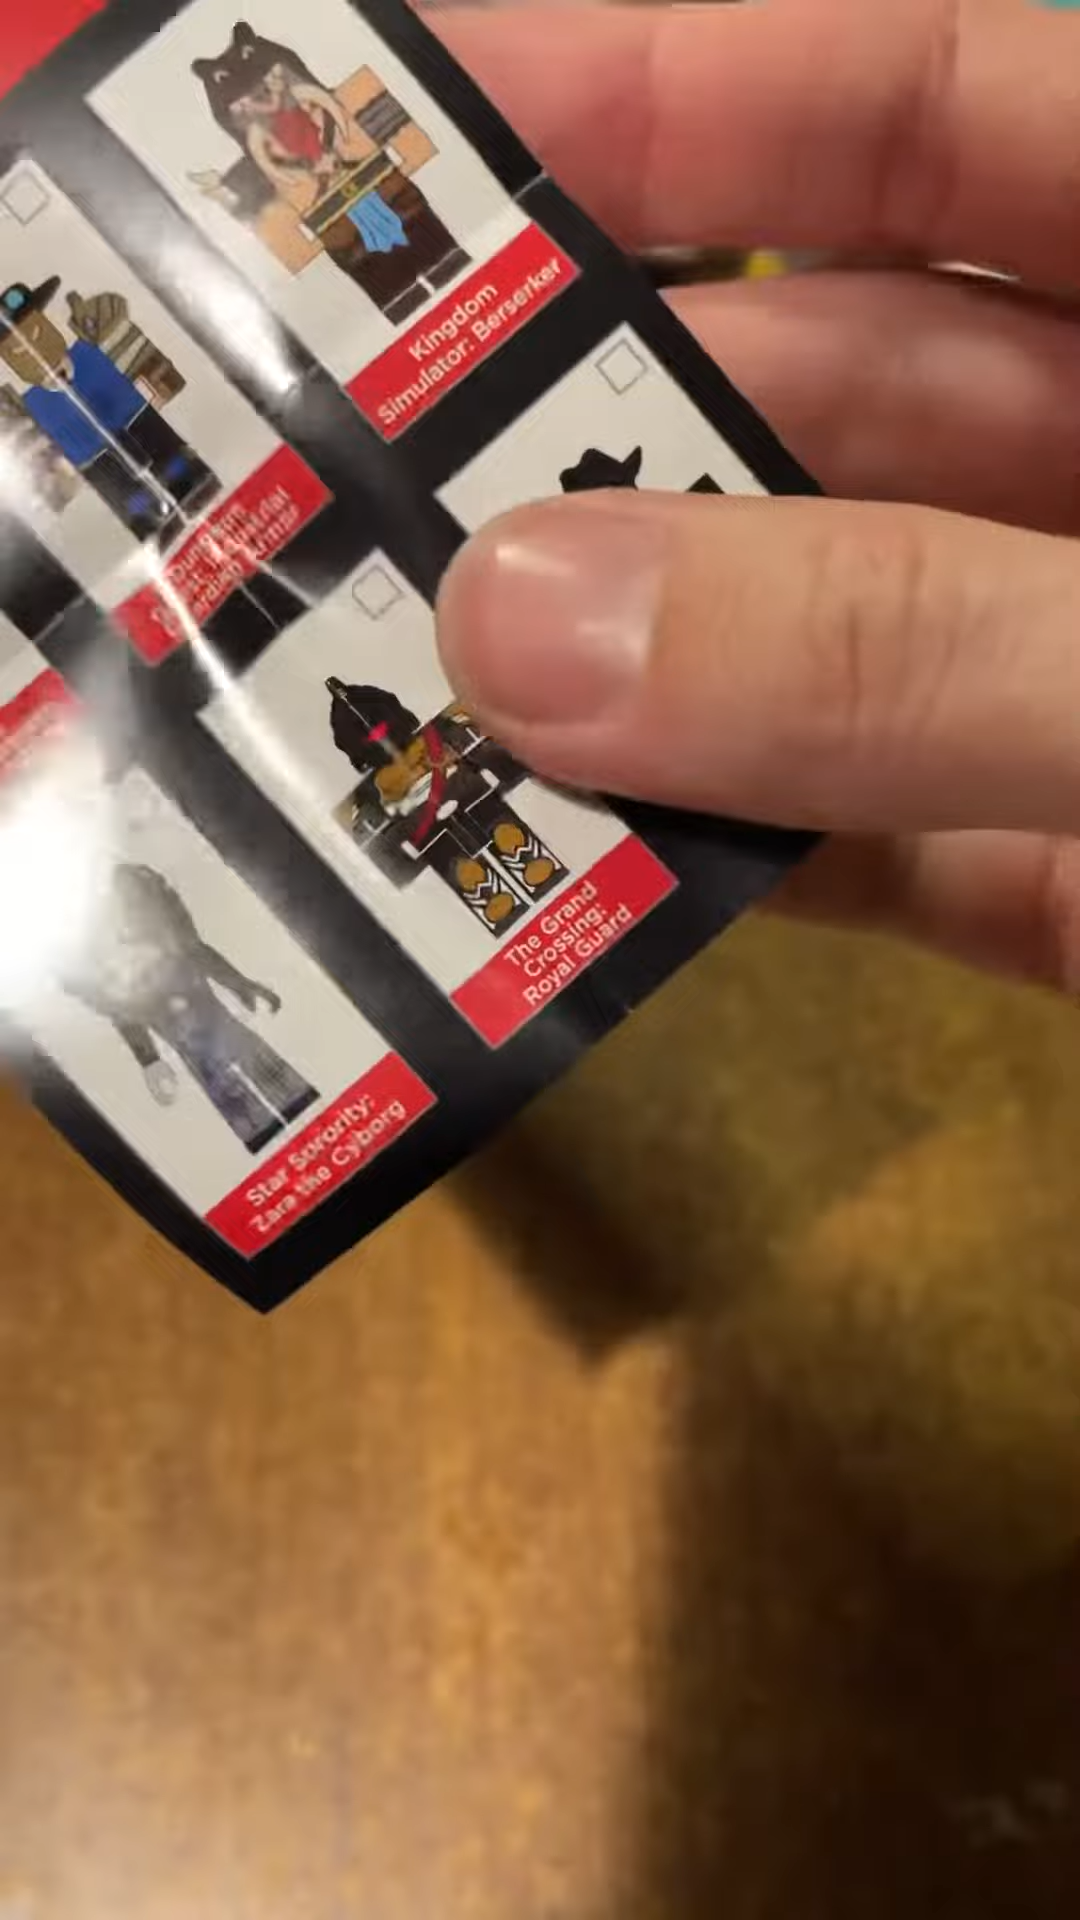 Kingdom
Simulator: Berserker
The Grand
Crossing:
Royal Guard
Star Sorority:
Zara the Cyborg